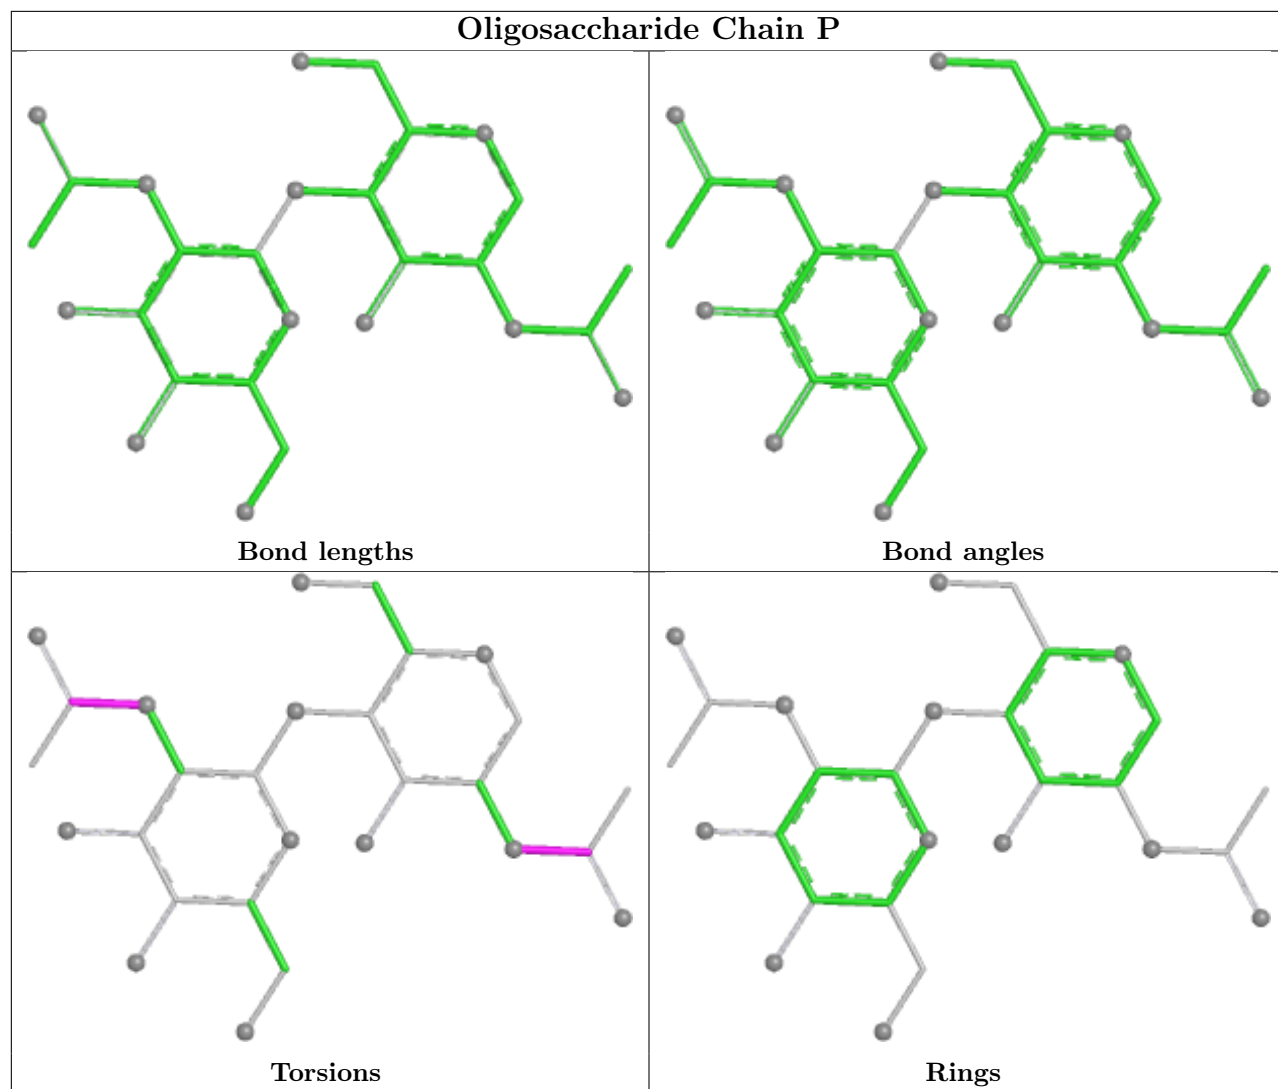 Oligosaccharide Chain P
Bond lengths
Bond angles
Torsions
Rings